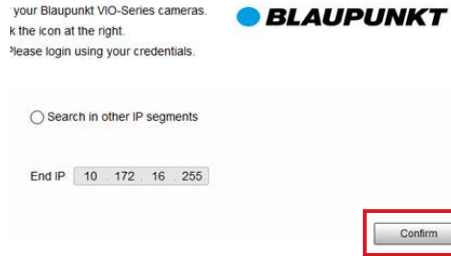 your Blaupunkt VIO-Series cameras.
BLAUPUNKT
k the icon at the right.
Please login using your credentials.
Search in other IP segments
End IP 10 . 172 . 16 . 255
Confirm